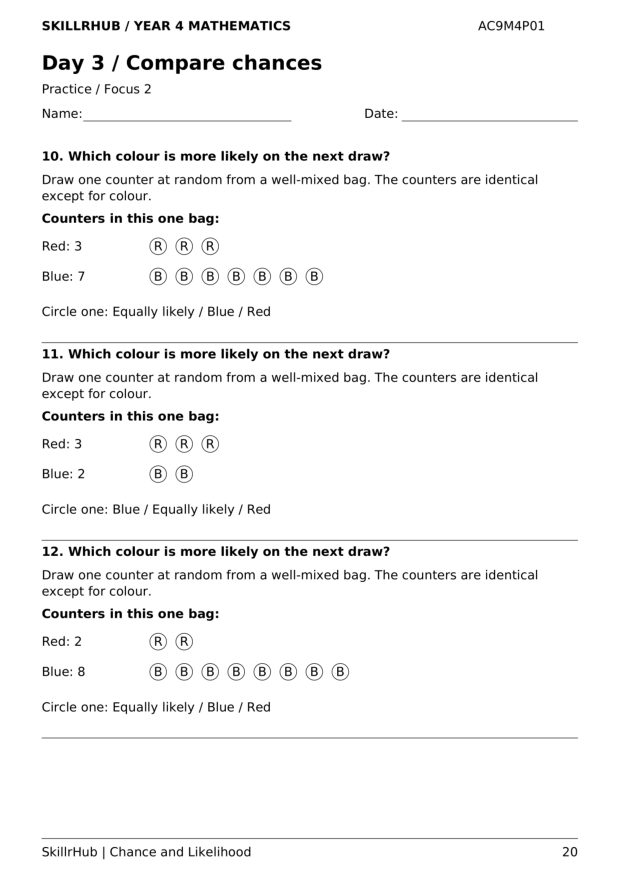 SKILLRHUB / YEAR 4 MATHEMATICS AC9M4P01
Day 3 / Compare chances
Practice / Focus 2
Name: Date:
10. Which colour is more likely on the next draw?
Draw one counter at random from a well-mixed bag. The counters are identical
except for colour.
Counters in this one bag:
Red: 3 R R R
Blue: 7 B B B B B B B
Circle one: Equally likely / Blue / Red
11. Which colour is more likely on the next draw?
Draw one counter at random from a well-mixed bag. The counters are identical
except for colour.
Counters in this one bag:
Red: 3 R R R
Blue: 2 B B
Circle one: Blue / Equally likely / Red
12. Which colour is more likely on the next draw?
Draw one counter at random from a well-mixed bag. The counters are identical
except for colour.
Counters in this one bag:
Red: 2 R R
Blue: 8 B B B B B B B B
Circle one: Equally likely / Blue / Red
SkillrHub | Chance and Likelihood 20